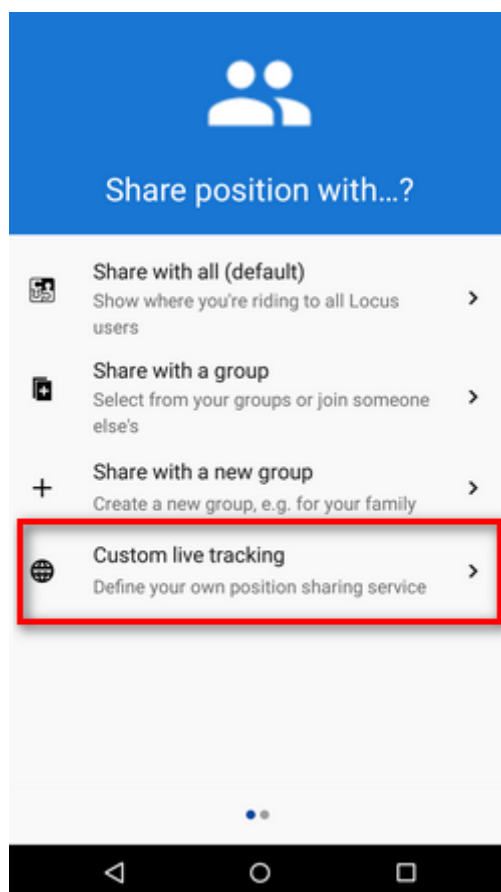 Share position with...?
Share with all (default)
Show where you're riding to all Locus
users
Share with a group
Select from your groups or join someone
else's
Share with a new group
Create a new group, e.g. for your family
Custom live tracking
Define your own position sharing service